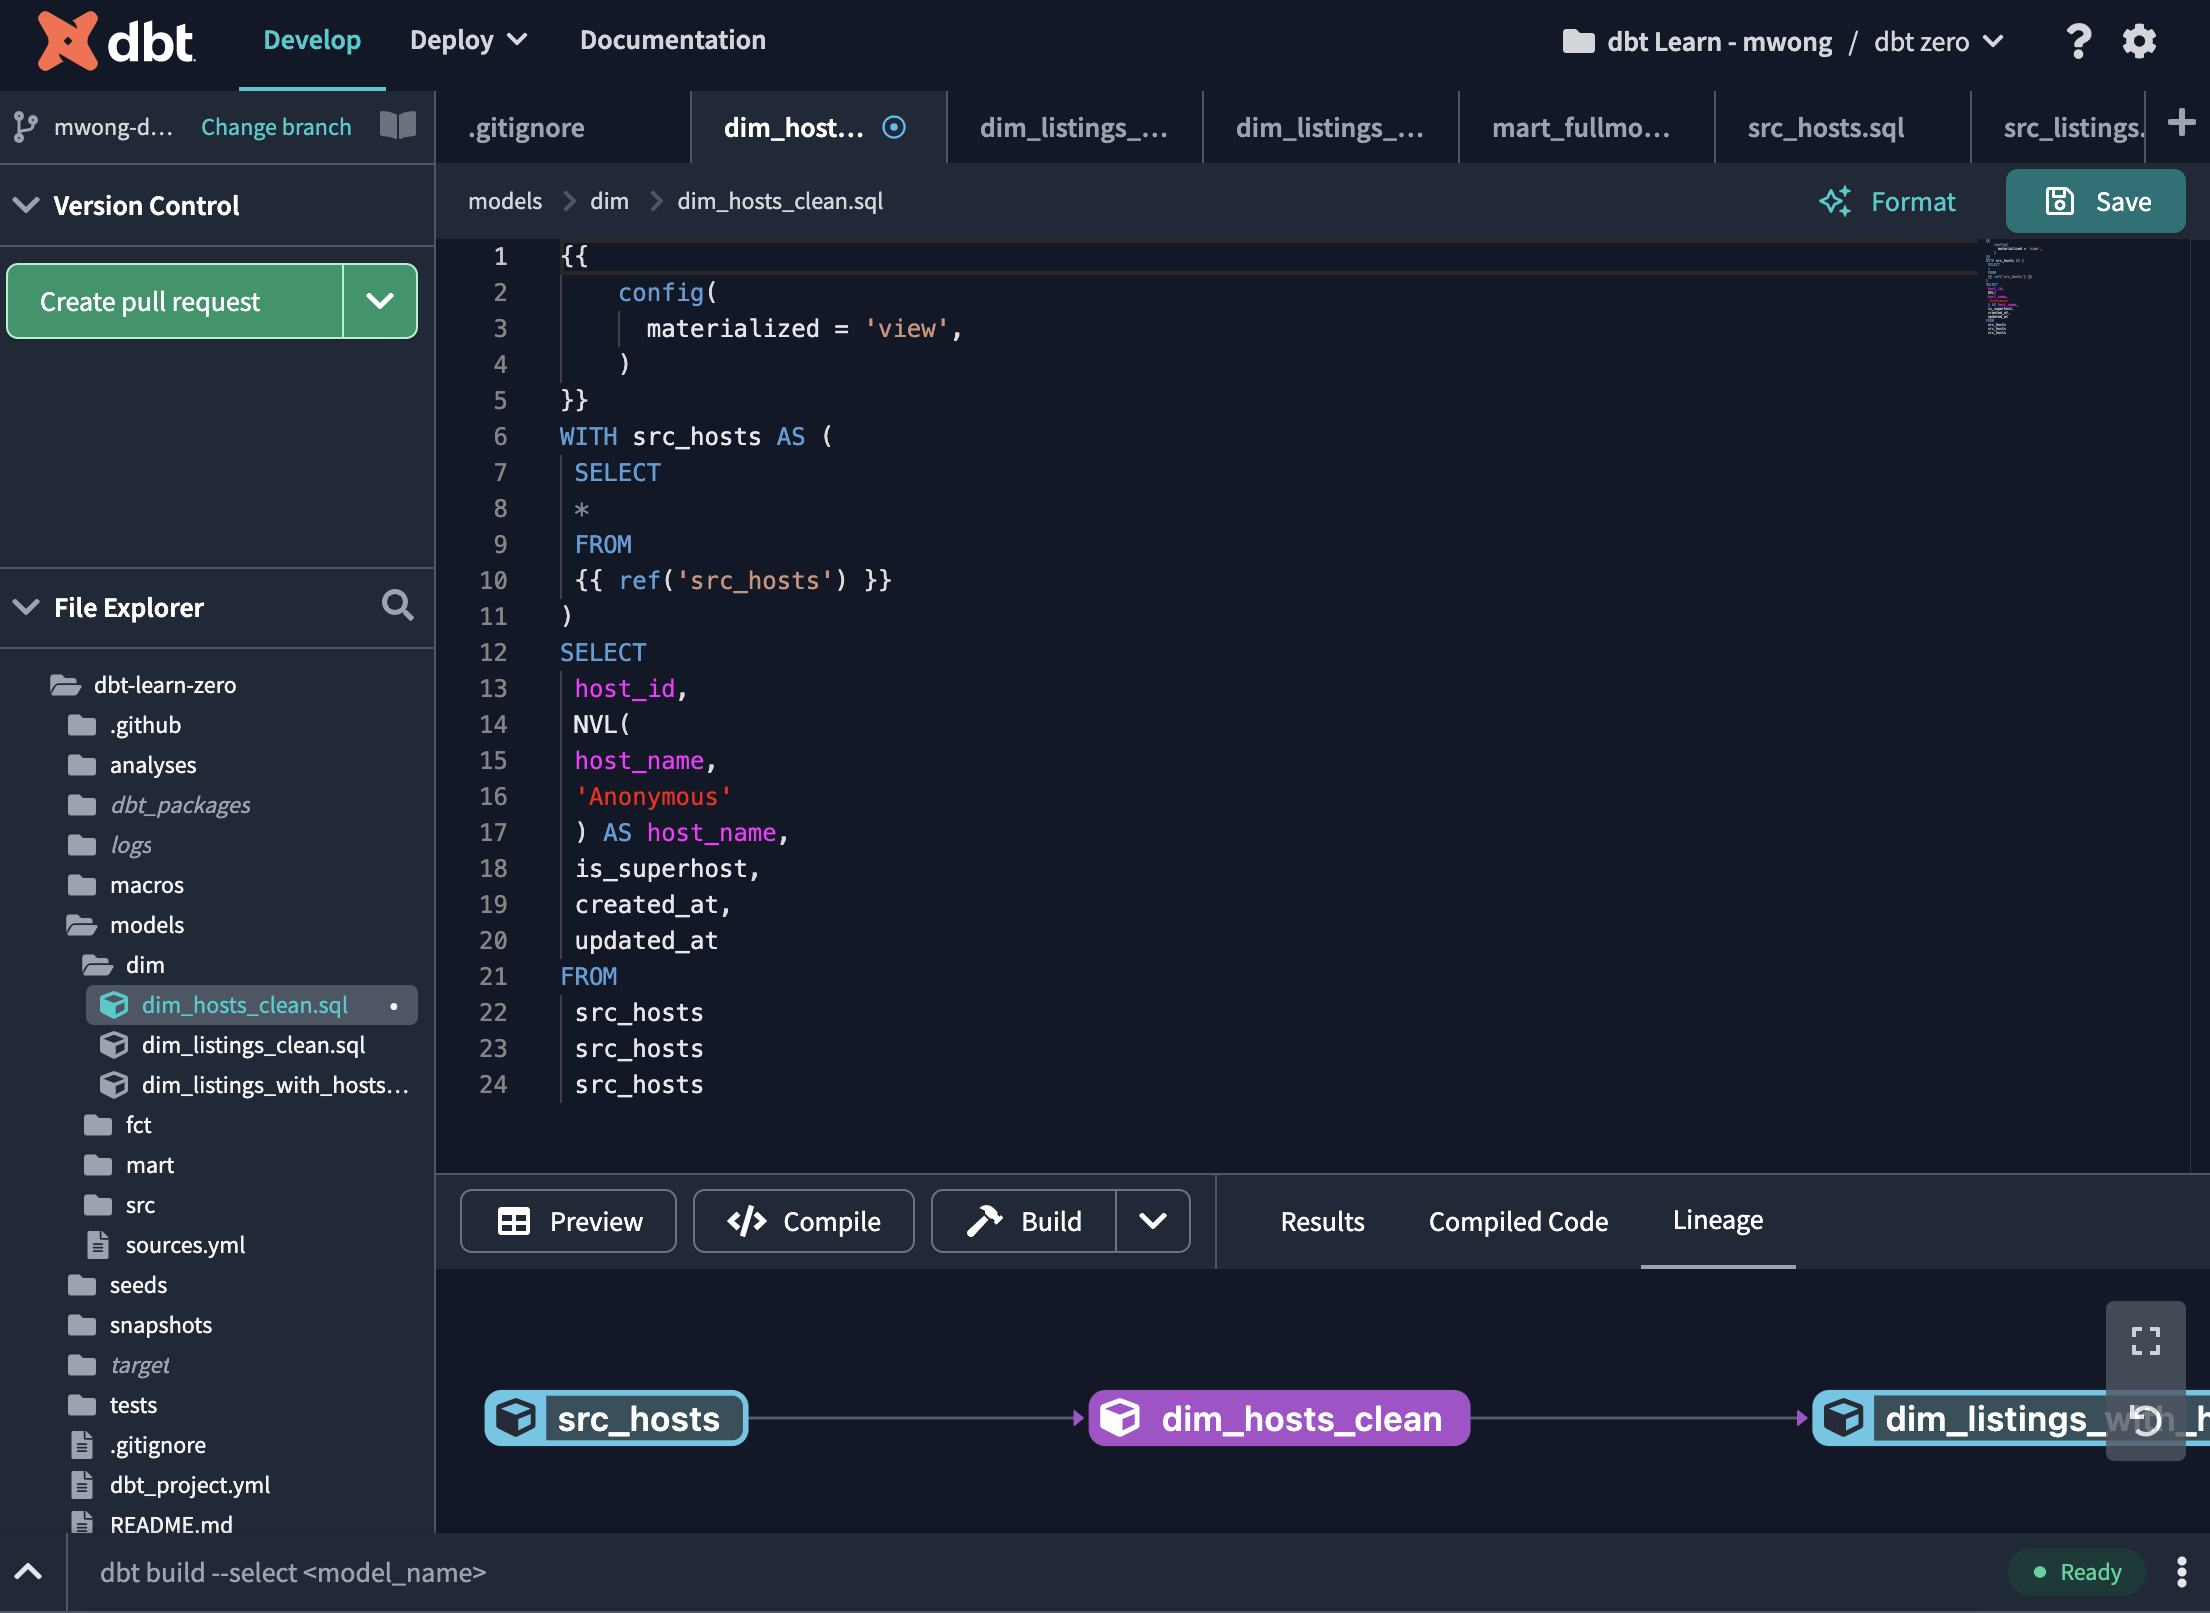 dbt
Develop
Deploy
Documentation
dbt Learn - mwong / dbt zero
mwong-d...
Change branch
.gitignore
dim_host...
dim_listings_...
dim_listings_...
mart_fullmo...
src_hosts.sql
src_listings.
Version Control
Create pull request
models
dim
dim_hosts_clean.sql
Format
Save
1 {{
2 config(
3 materialized = 'view',
4 )
5 }}
6 WITH src_hosts AS (
7 SELECT
8 *
9 FROM
10 {{ ref('src_hosts') }}
11 )
12 SELECT
13 host_id,
14 NVL(
15 host_name,
16 'Anonymous'
17 ) AS host_name,
18 is_superhost,
19 created_at,
20 updated_at
21 FROM
22 src_hosts
23 src_hosts
24 src_hosts
File Explorer
dbt-learn-zero
.github
analyses
dbt_packages
logs
macros
models
dim
dim_hosts_clean.sql
dim_listings_clean.sql
dim_listings_with_hosts...
fct
mart
src
sources.yml
seeds
snapshots
target
tests
.gitignore
dbt_project.yml
README.md
Preview
Compile
Build
Results
Compiled Code
Lineage
src_hosts
dim_hosts_clean
dim_listings_with_h
dbt build --select <model_name>
Ready